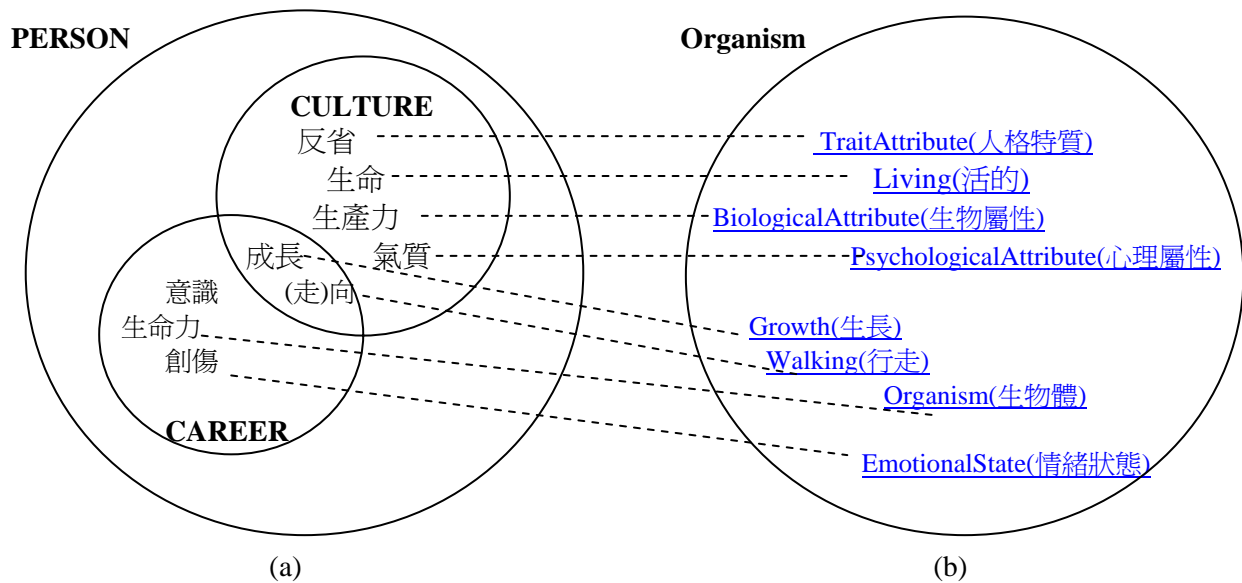 PERSON
Organism
CULTURE
反省
TraitAttribute(人格特質)
生命
Living(活的)
生產力
BiologicalAttribute(生物屬性)
成長
氣質
PsychologicalAttribute(心理屬性)
意識
(走)向
生命力
Growth(生長)
創傷
Walking(行走)
Organism(生物體)
CAREER
EmotionalState(情緒狀態)
(a)
(b)